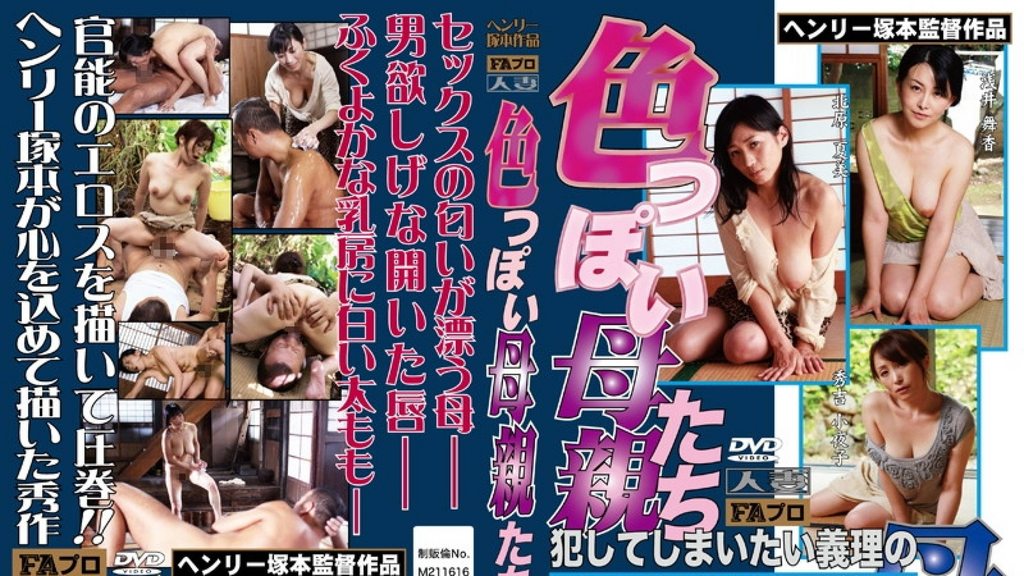 官能のエロスを描いて圧巻!!
ヘンリー塚本が心を込めて描いた秀作
FAプロ
DVD
VIDEO
ヘンリー塚本監督作品
セックスの匂いが漂う母――
男欲しげな開いた唇――
ふくよかな乳房に白い太もも―
制販倫No.
M211616
ヘンリー
塚本作品
FAプロ
人妻
色っぽい母親た
ヘンリー塚本監督作品
色っぽい母親たち
北原 夏美
浅井 舞香
秀吉 小夜子
DVD
VIDEO
人妻
FAプロ
犯してしまいたい義理の